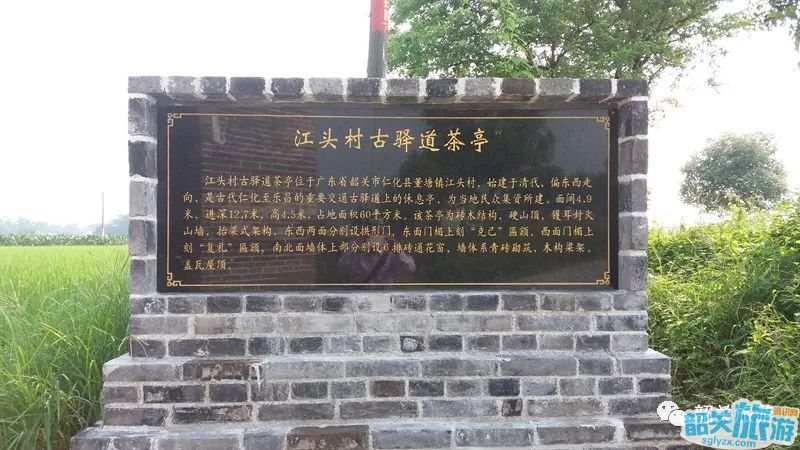 江头村古驿道茶亭
江头村古驿道茶亭位于广东省韶关市仁化县董塘镇江头村，始建于清代，偏东西走
向，是古代仁化至乐昌的重要交通古驿道上的休息亭，为当地民众集资所建，面阔4.9
米，进深12.7米，高4.5米，占地面积60平方米，该茶亭为砖木结构，硬山顶，镬耳封火
山墙，抬梁式架构，东西两面分别设拱形门，东面门楣上刻“克己”匾额，西面门楣上
刻“复礼”匾额，南北面墙体上部分别设6排砖通花窗，墙体系青砖砌筑，木构梁架，
盖瓦屋顶。
韶关旅游资讯网
sglyzx.com